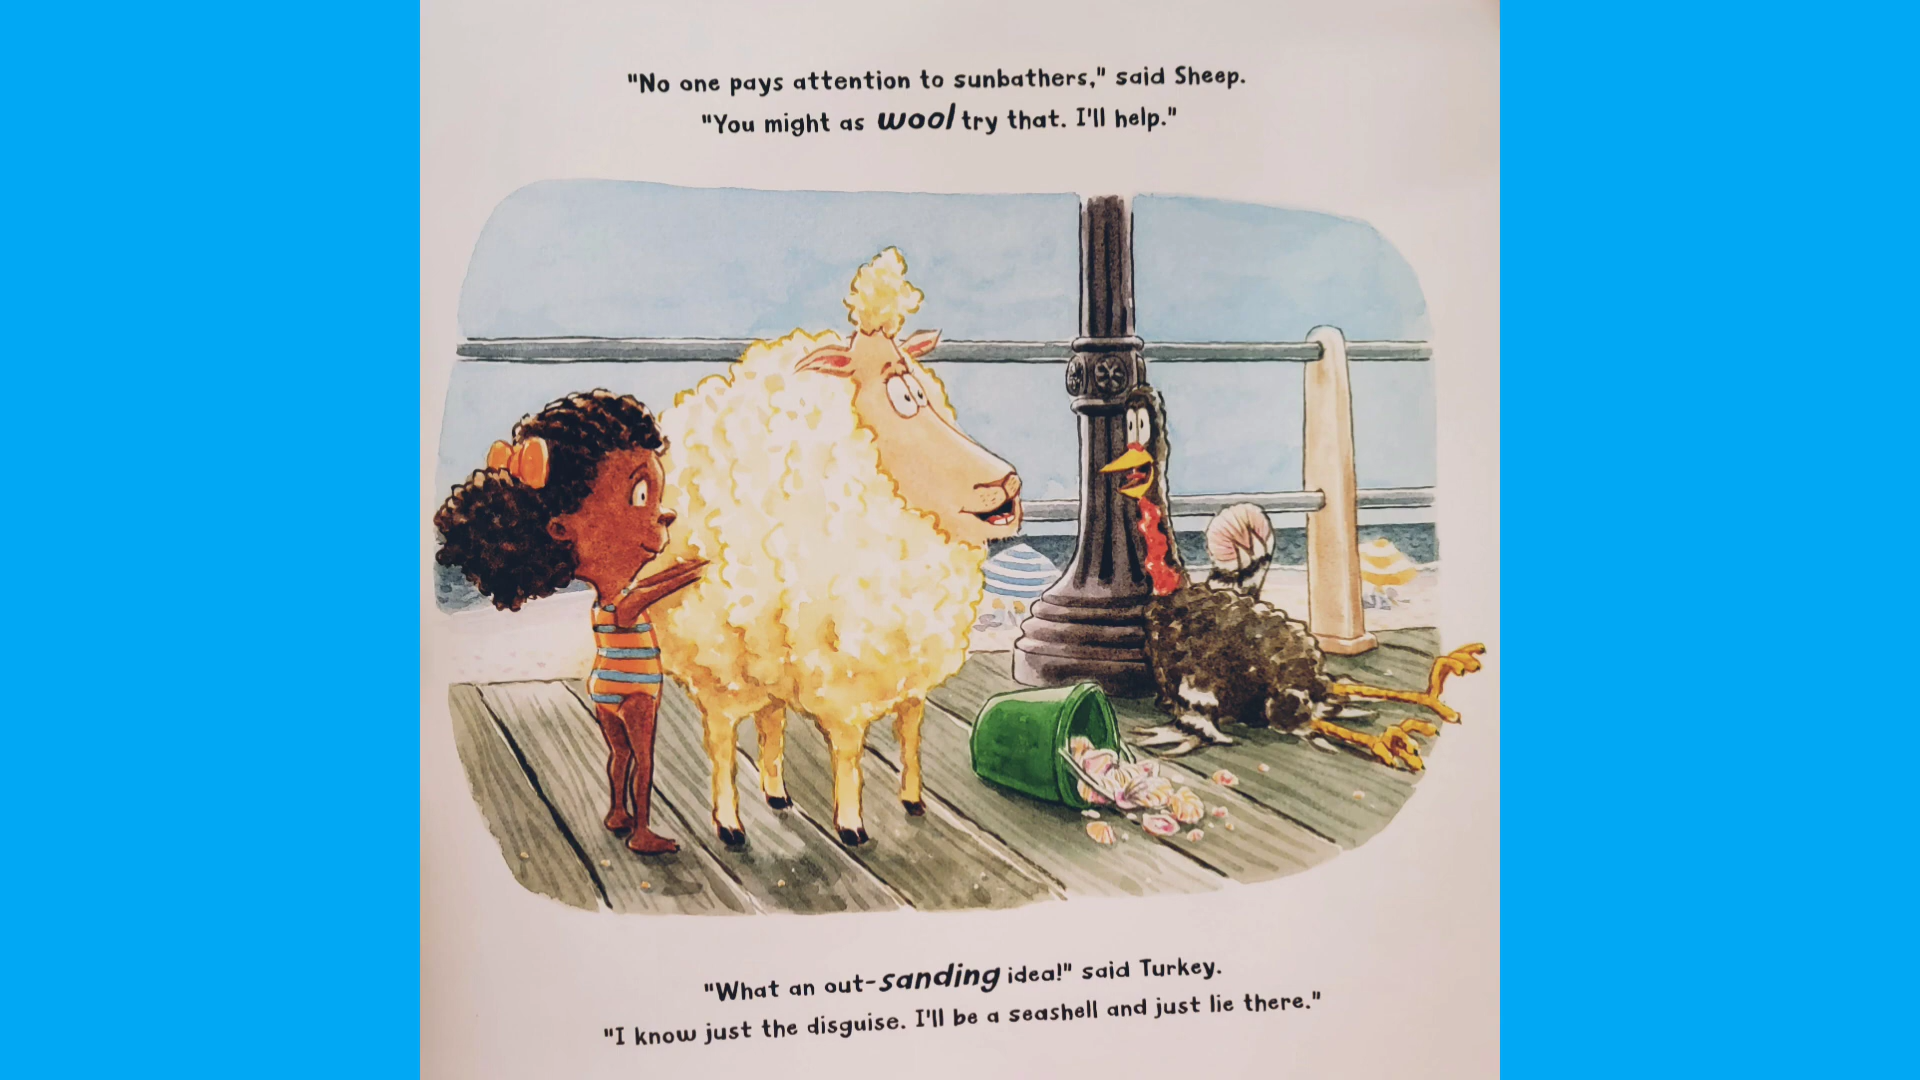 "No one pays attention to sunbathers," said Sheep.
"You might as wool try that. I'll help."
"What an out-sanding idea!" said Turkey.
"I know just the disguise. I'll be a seashell and just lie there."